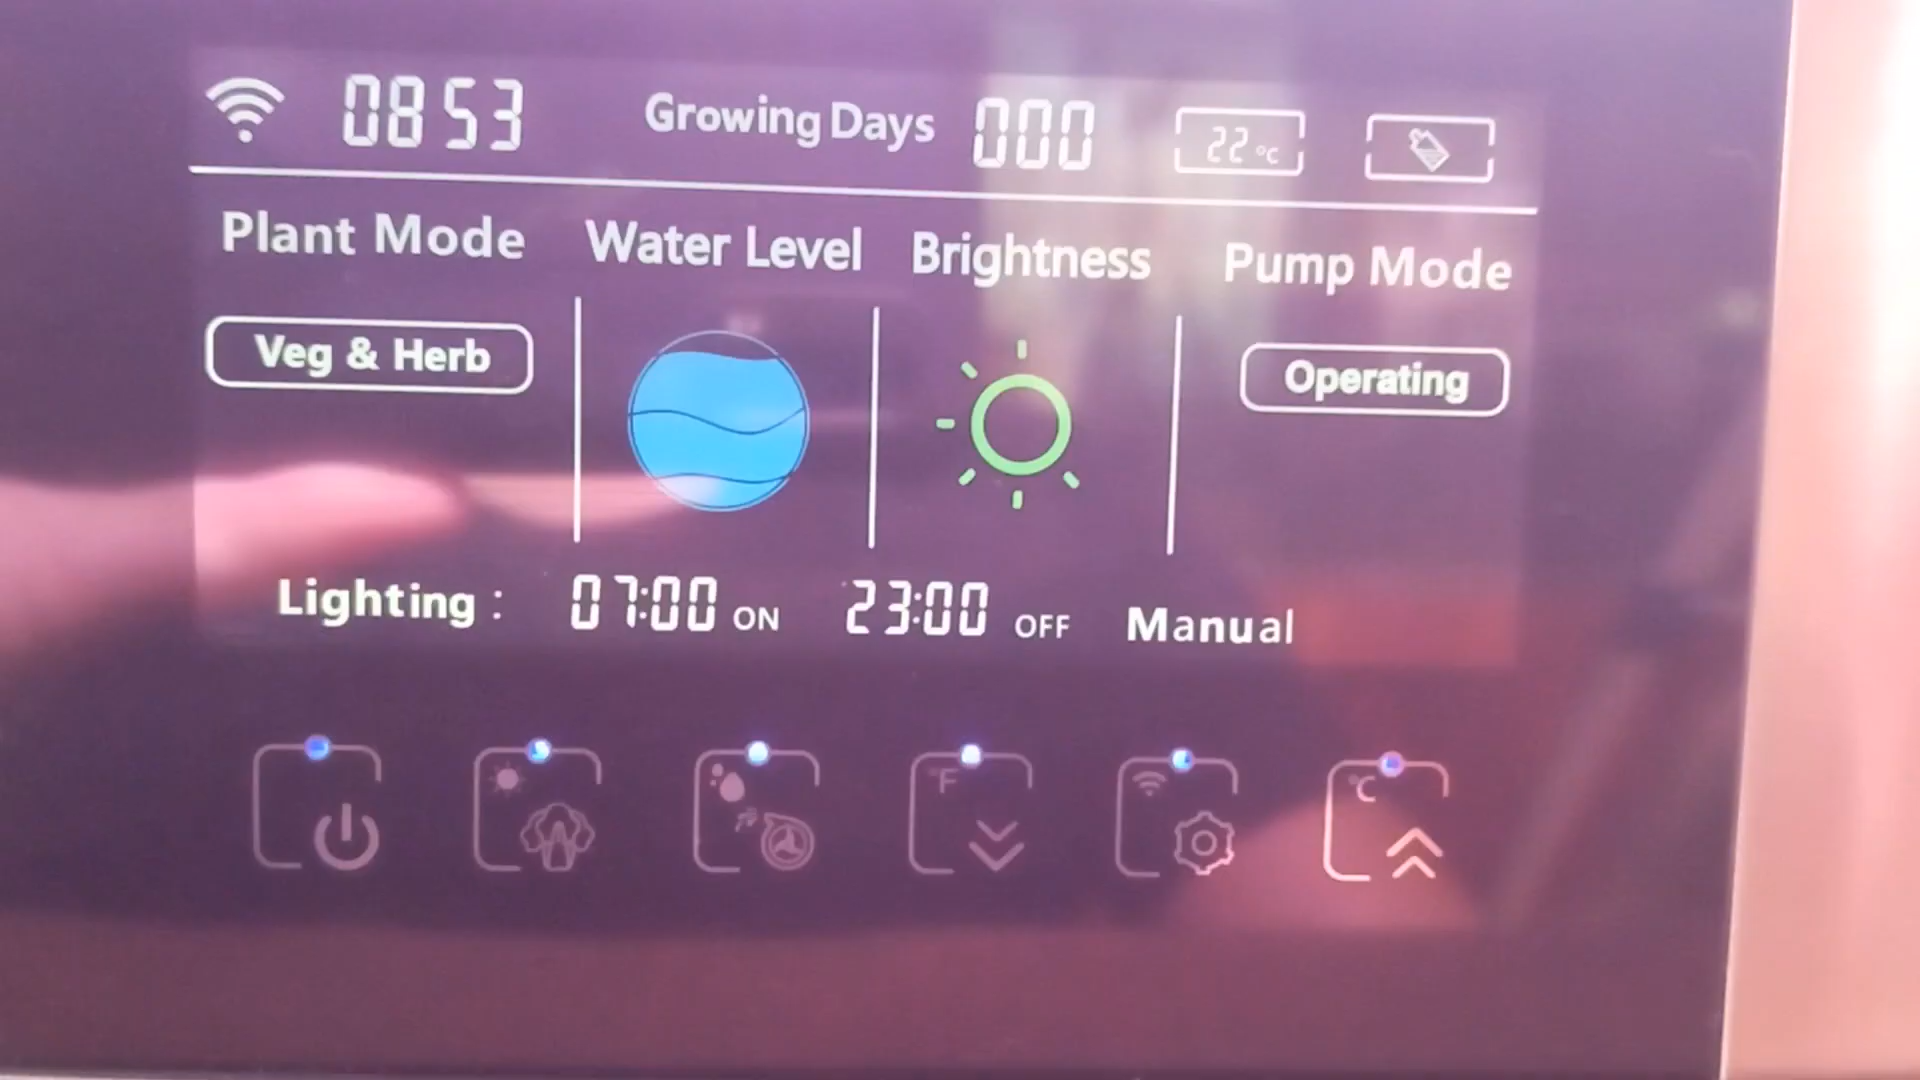 0853 Growing Days 000 22 °C
Plant Mode Water Level Brightness Pump Mode
Veg & Herb Operating
Lighting : 07:00 ON 23:00 OFF Manual
°F °C